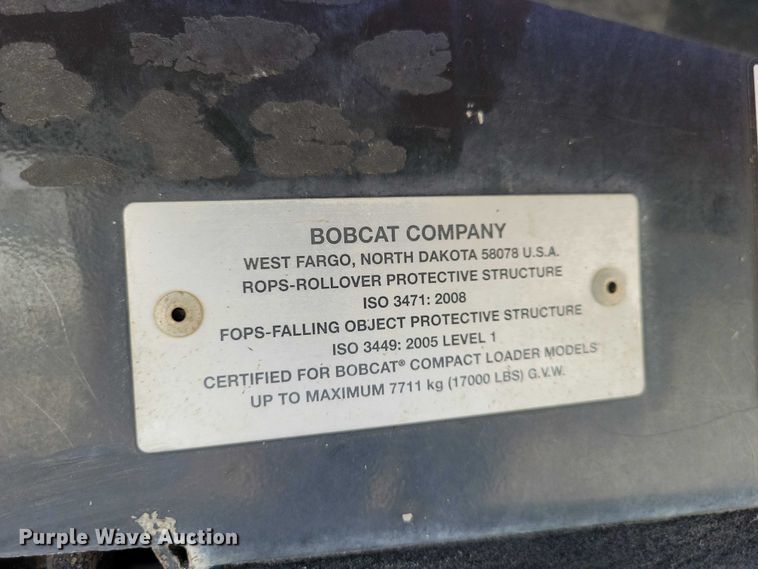 BOBCAT COMPANY
WEST FARGO, NORTH DAKOTA 58078 U.S.A.
ROPS-ROLLOVER PROTECTIVE STRUCTURE
ISO 3471: 2008
FOPS-FALLING OBJECT PROTECTIVE STRUCTURE
ISO 3449: 2005 LEVEL 1
CERTIFIED FOR BOBCAT® COMPACT LOADER MODELS
UP TO MAXIMUM 7711 kg (17000 LBS) G.V.W.
Purple Wave Auction®